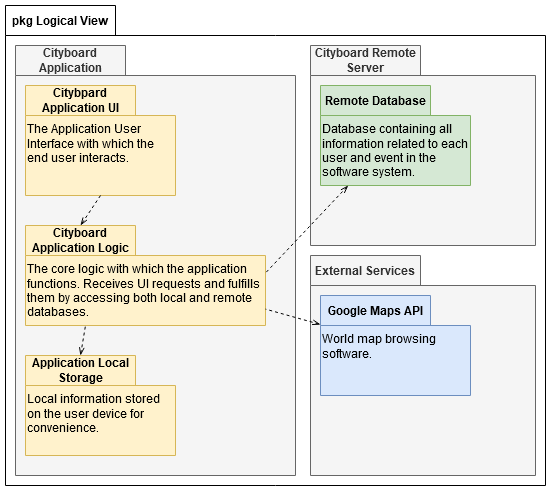 pkg Logical View
Cityboard
Application
Citybpard
Application UI
The Application User
Interface with which the
end user interacts.
Cityboard
Application Logic
The core logic with which the application
functions. Receives UI requests and fulfills
them by accessing both local and remote
databases.
Application Local
Storage
Local information stored
on the user device for
convenience.
Cityboard Remote
Server
Remote Database
Database containing all
information related to each
user and event in the
software system.
External Services
Google Maps API
World map browsing
software.